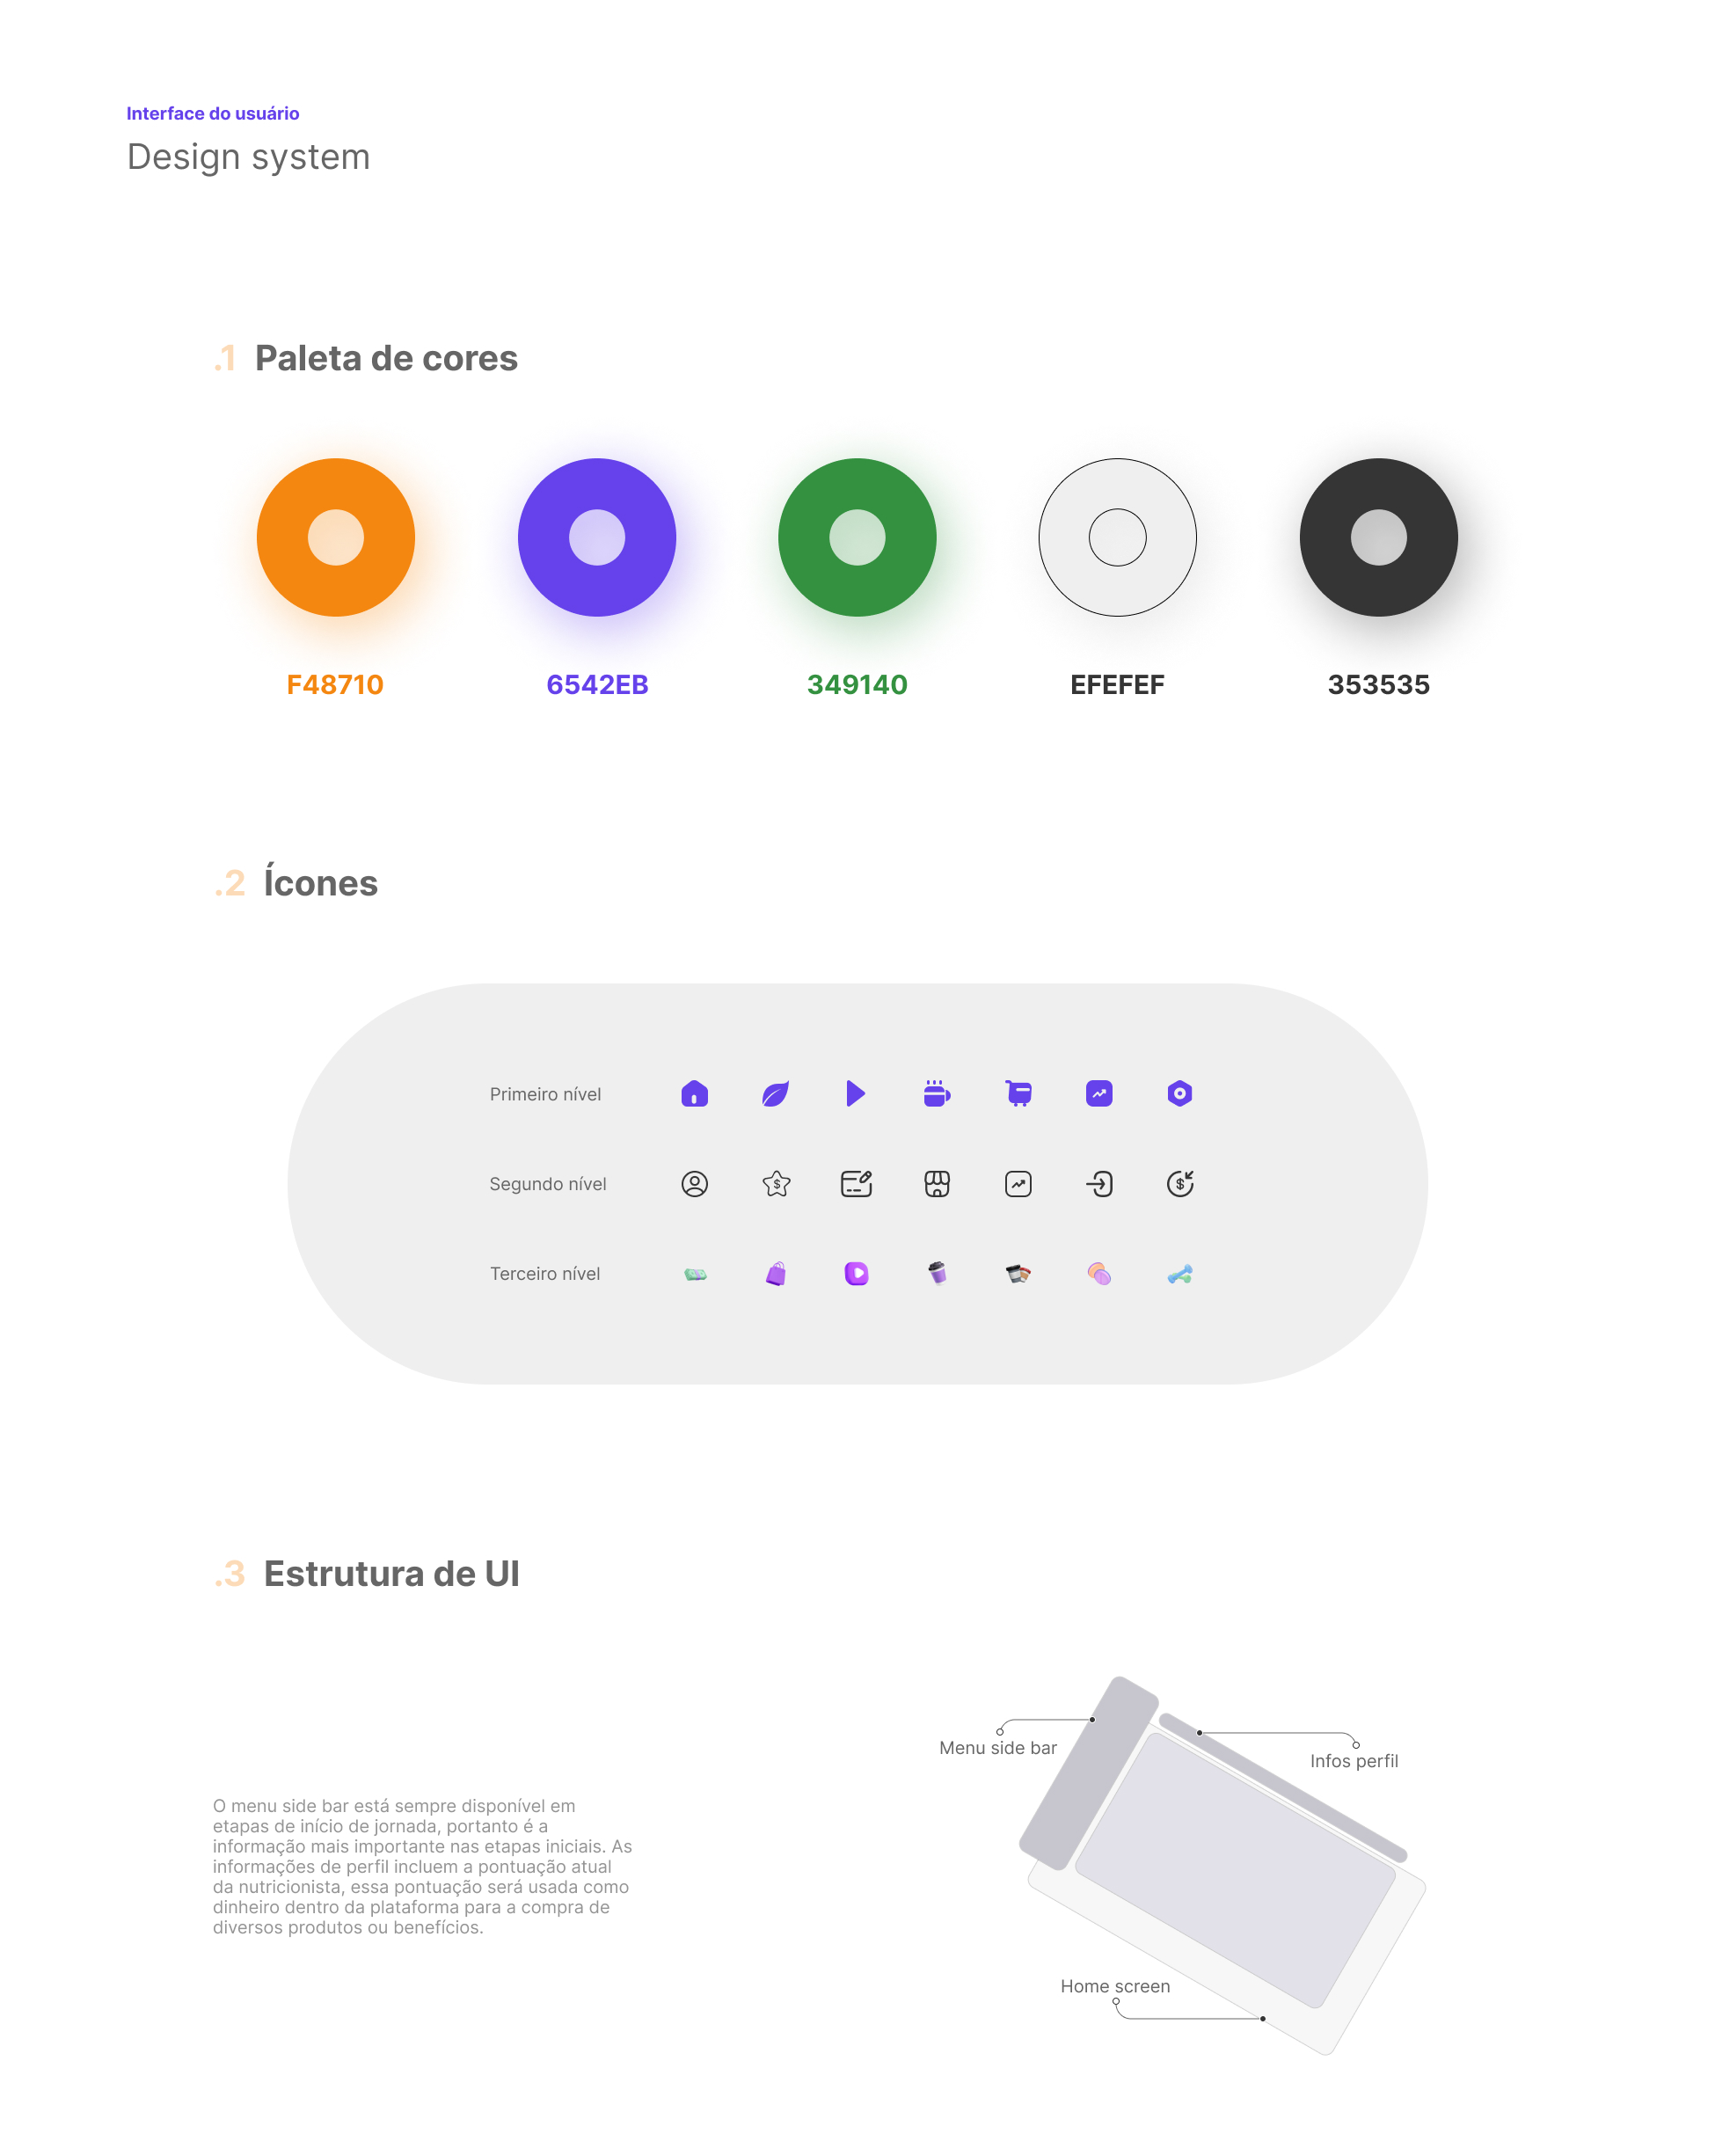 Interface do usuário
Design system
.1 Paleta de cores
F48710
6542EB
349140
EFEFEF
353535
.2 Ícones
Primeiro nível
Segundo nível
Terceiro nível
.3 Estrutura de UI
Menu side bar
Infos perfil
O menu side bar está sempre disponível em
etapas de início de jornada, portanto é a
informação mais importante nas etapas iniciais. As
informações de perfil incluem a pontuação atual
da nutricionista, essa pontuação será usada como
dinheiro dentro da plataforma para a compra de
diversos produtos ou benefícios.
Home screen